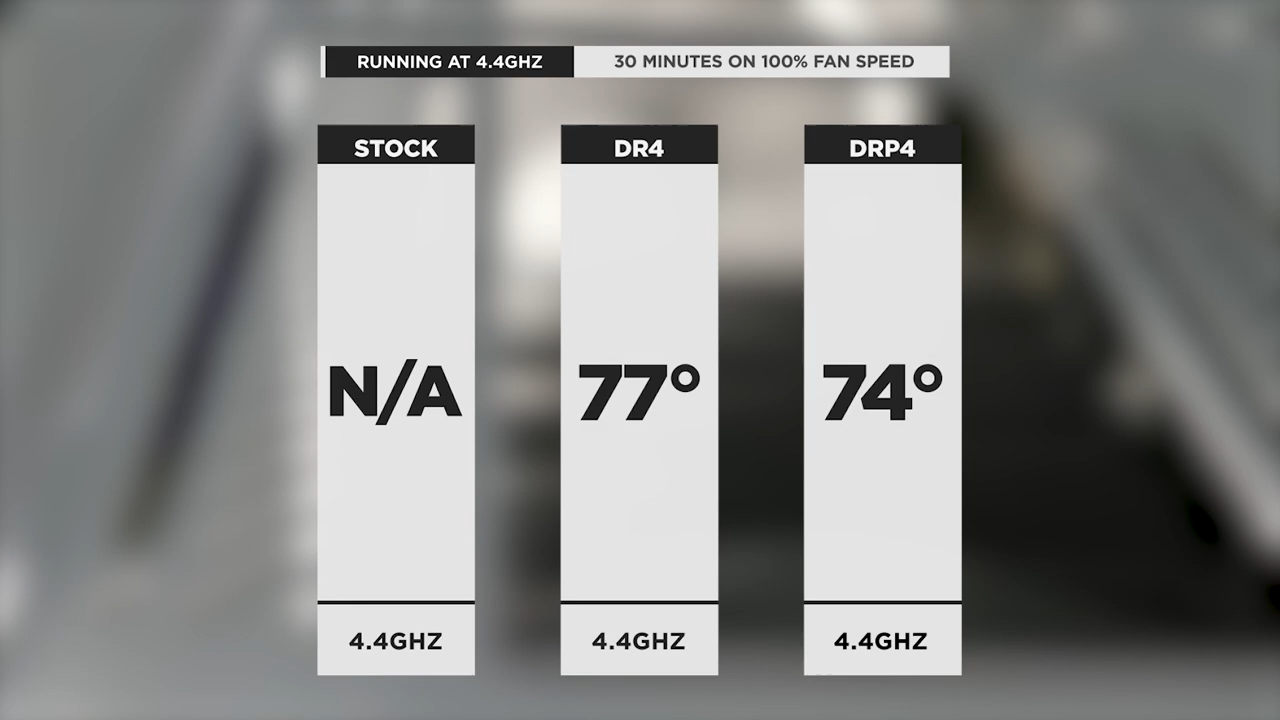 RUNNING AT 4.4GHZ 30 MINUTES ON 100% FAN SPEED
STOCK DR4 DRP4
N/A 77° 74°
4.4GHZ 4.4GHZ 4.4GHZ